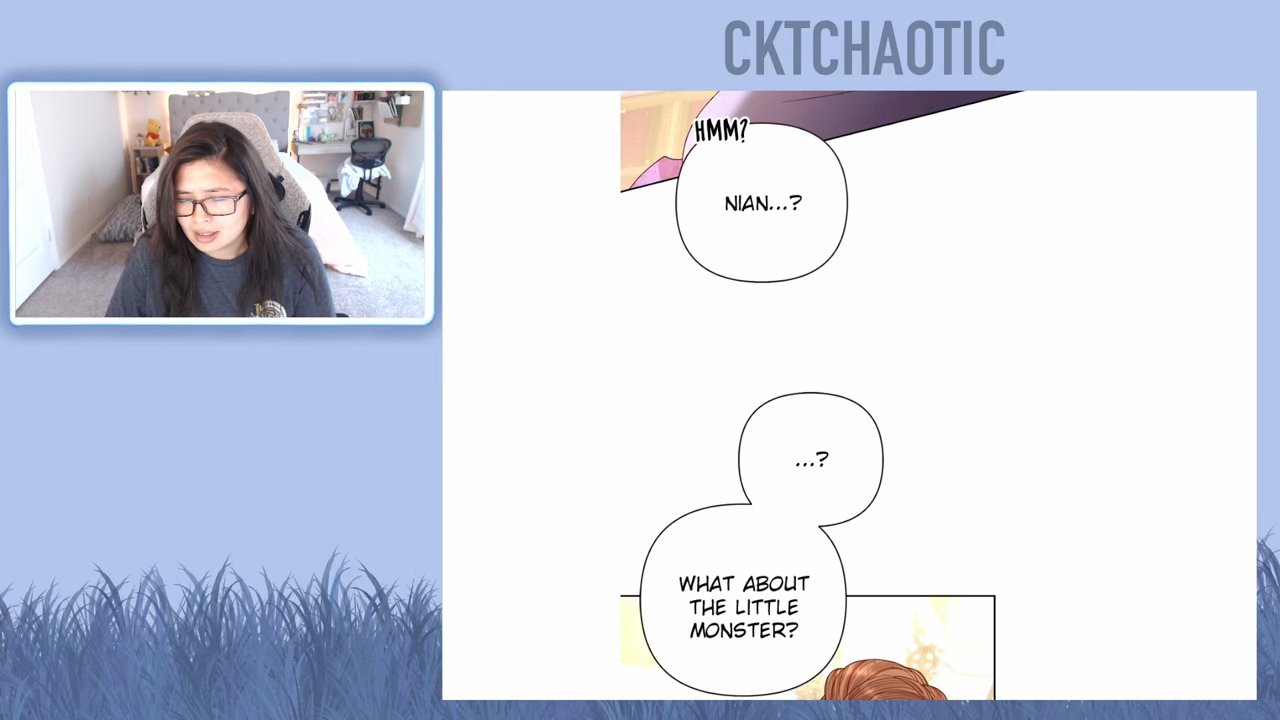 CKTCHAOTIC
HMM?
NIAN...?
...?
WHAT ABOUT
THE LITTLE
MONSTER?